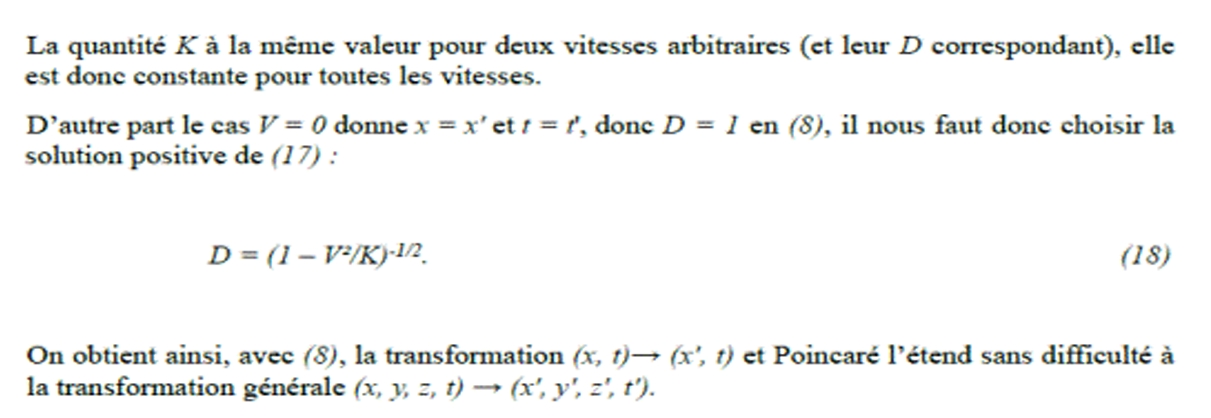 La quantité K à la même valeur pour deux vitesses arbitraires (et leur D correspondant), elle
est donc constante pour toutes les vitesses.
D’autre part le cas V = 0 donne x = x' et t = t', donc D = 1 en (8), il nous faut donc choisir la
solution positive de (17) :
D = (1 – V²/K)-1/2. (18)
On obtient ainsi, avec (8), la transformation (x, t)→ (x', t) et Poincaré l’étend sans difficulté à
la transformation générale (x, y, z, t) → (x', y', z', t').